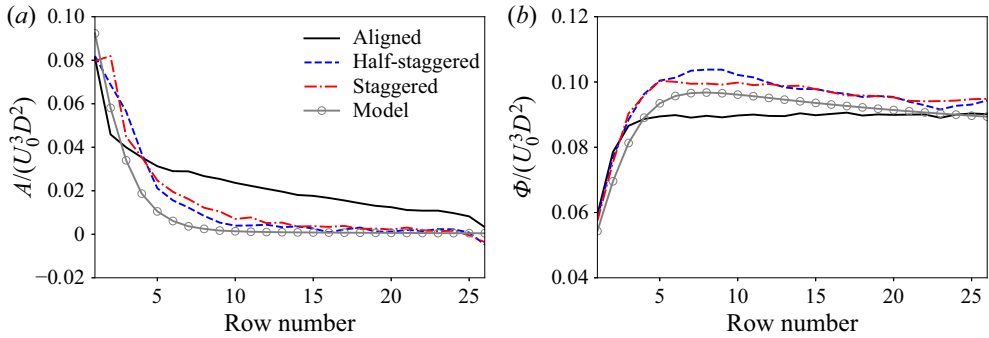 (a)
0.10
0.08
0.06
0.04
0.02
0
−0.02
A/(U₀³D²)
5
10
15
20
25
Row number
Aligned
Half-staggered
Staggered
Model
(b)
0.12
0.10
0.08
0.06
0.04
Φ/(U₀³D²)
5
10
15
20
25
Row number